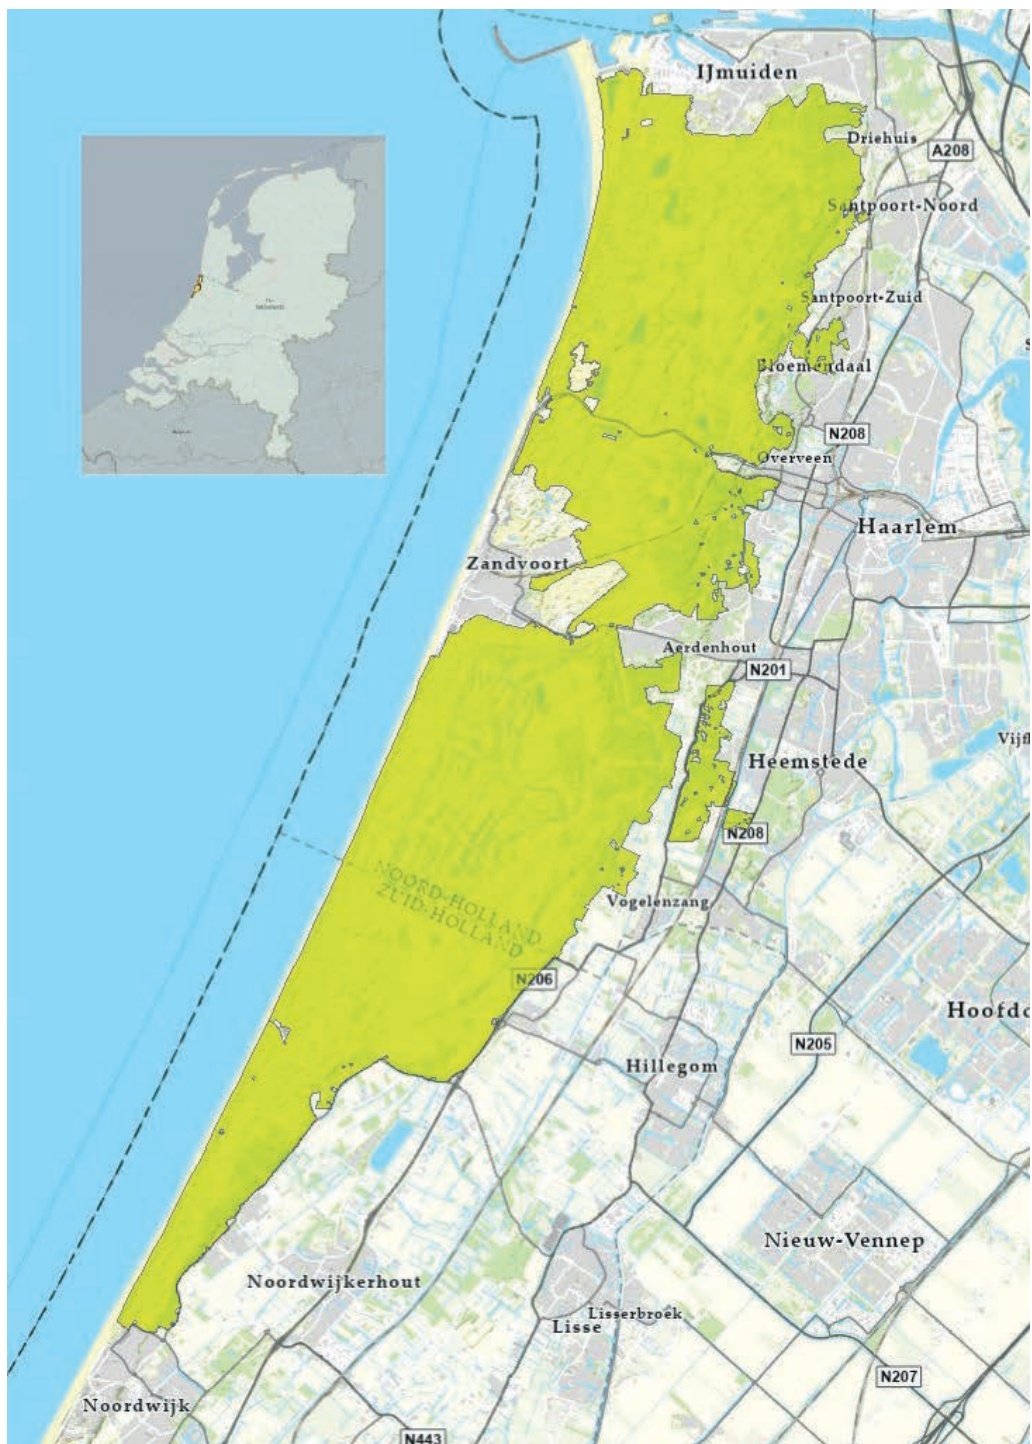 IJmuiden
Driehuis
A208
Santpoort-Noord
Santpoort-Zuid
Bloemendaal
N208
Overveen
Haarlem
Zandvoort
Aerdenhout
N201
Heemstede
N208
NOORD-HOLLAND
ZUID-HOLLAND
Vogelenzang
N206
Hoofdd
N205
Hillegom
Nieuw-Vennep
Noordwijkerhout
Lisserbroek
Lisse
N207
Noordwijk
N443